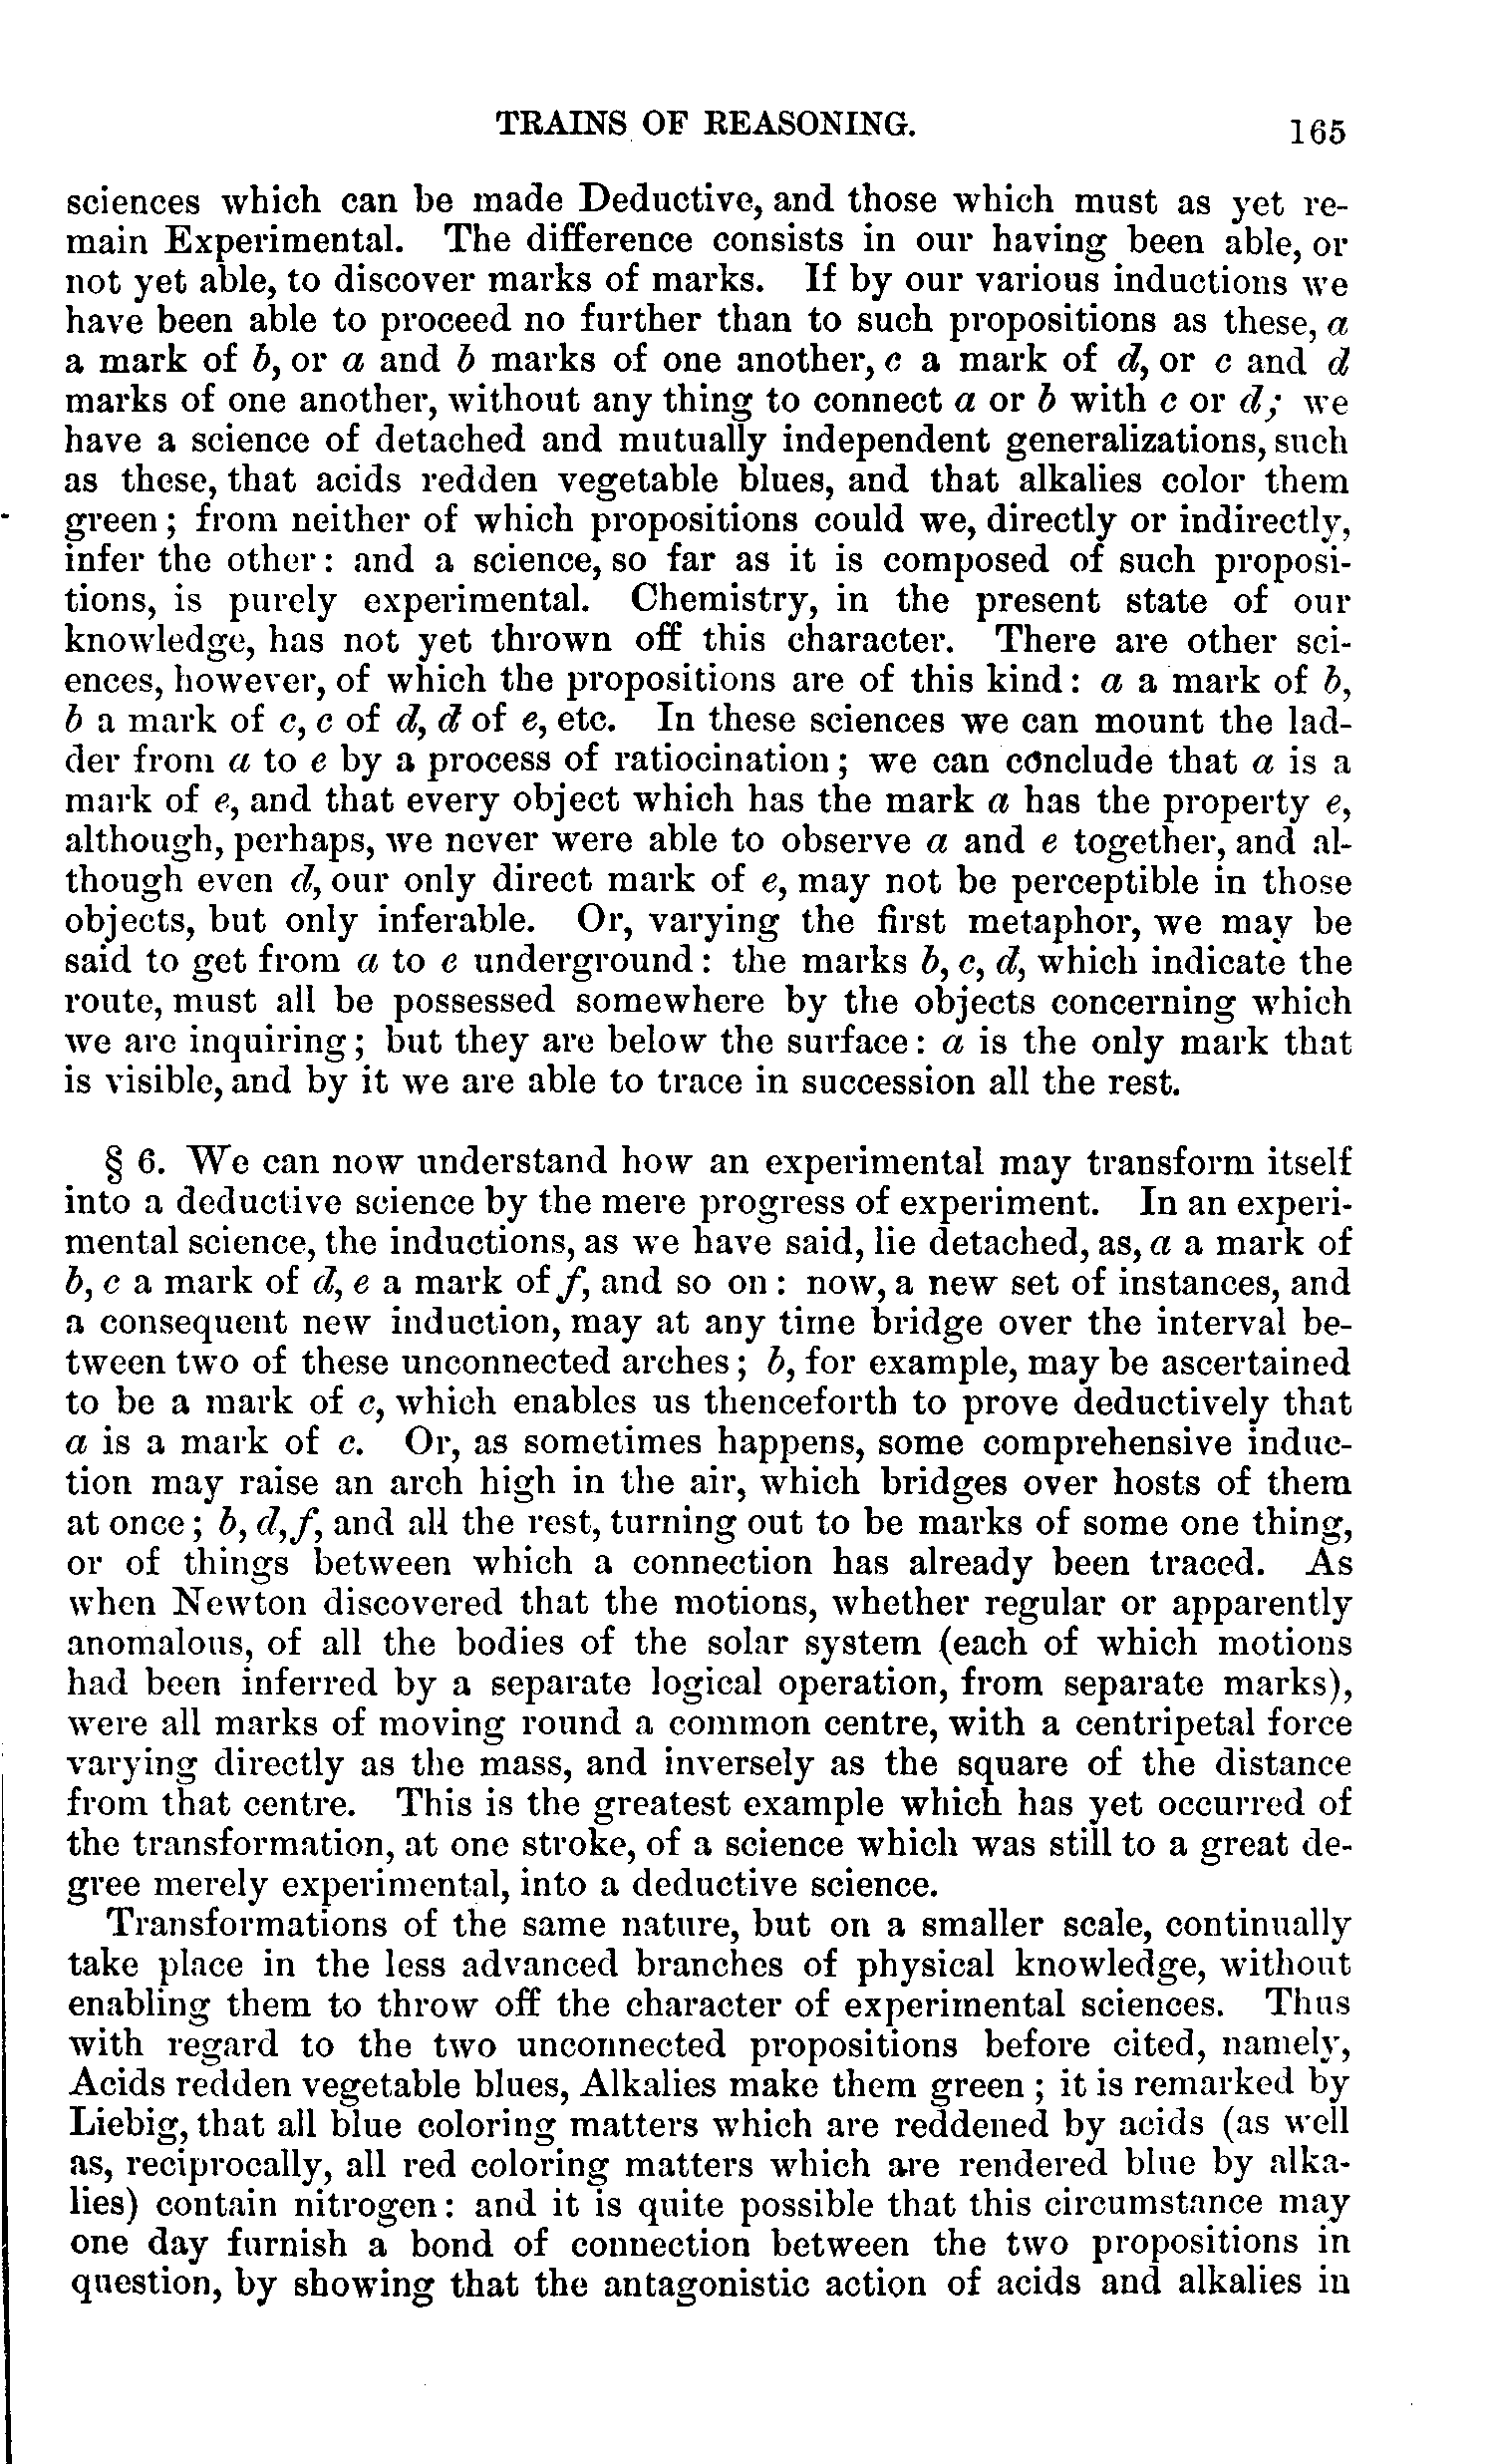 TRAINS OF REASONING. 165
sciences which can be made Deductive, and those which must as yet re-
main Experimental. The difference consists in our having been able, or
not yet able, to discover marks of marks. If by our various inductions we
have been able to proceed no further than to such propositions as these, a
a mark of b, or a and b marks of one another, c a mark of d, or c and d
marks of one another, without any thing to connect a or b with c or d; we
have a science of detached and mutually independent generalizations, such
as these, that acids redden vegetable blues, and that alkalies color them
green; from neither of which propositions could we, directly or indirectly,
infer the other: and a science, so far as it is composed of such proposi-
tions, is purely experimental. Chemistry, in the present state of our
knowledge, has not yet thrown off this character. There are other sci-
ences, however, of which the propositions are of this kind: a a mark of b,
b a mark of c, c of d, d of e, etc. In these sciences we can mount the lad-
der from a to e by a process of ratiocination; we can conclude that a is a
mark of e, and that every object which has the mark a has the property e,
although, perhaps, we never were able to observe a and e together, and al-
though even d, our only direct mark of e, may not be perceptible in those
objects, but only inferable. Or, varying the first metaphor, we may be
said to get from a to e underground: the marks b, c, d, which indicate the
route, must all be possessed somewhere by the objects concerning which
we are inquiring; but they are below the surface: a is the only mark that
is visible, and by it we are able to trace in succession all the rest.
§ 6. We can now understand how an experimental may transform itself
into a deductive science by the mere progress of experiment. In an experi-
mental science, the inductions, as we have said, lie detached, as, a a mark of
b, c a mark of d, e a mark of f, and so on: now, a new set of instances, and
a consequent new induction, may at any time bridge over the interval be-
tween two of these unconnected arches; b, for example, may be ascertained
to be a mark of c, which enables us thenceforth to prove deductively that
a is a mark of c. Or, as sometimes happens, some comprehensive induc-
tion may raise an arch high in the air, which bridges over hosts of them
at once; b, d, f, and all the rest, turning out to be marks of some one thing,
or of things between which a connection has already been traced. As
when Newton discovered that the motions, whether regular or apparently
anomalous, of all the bodies of the solar system (each of which motions
had been inferred by a separate logical operation, from separate marks),
were all marks of moving round a common centre, with a centripetal force
varying directly as the mass, and inversely as the square of the distance
from that centre. This is the greatest example which has yet occurred of
the transformation, at one stroke, of a science which was still to a great de-
gree merely experimental, into a deductive science.
Transformations of the same nature, but on a smaller scale, continually
take place in the less advanced branches of physical knowledge, without
enabling them to throw off the character of experimental sciences. Thus
with regard to the two unconnected propositions before cited, namely,
Acids redden vegetable blues, Alkalies make them green; it is remarked by
Liebig, that all blue coloring matters which are reddened by acids (as well
as, reciprocally, all red coloring matters which are rendered blue by alka-
lies) contain nitrogen: and it is quite possible that this circumstance may
one day furnish a bond of connection between the two propositions in
question, by showing that the antagonistic action of acids and alkalies in